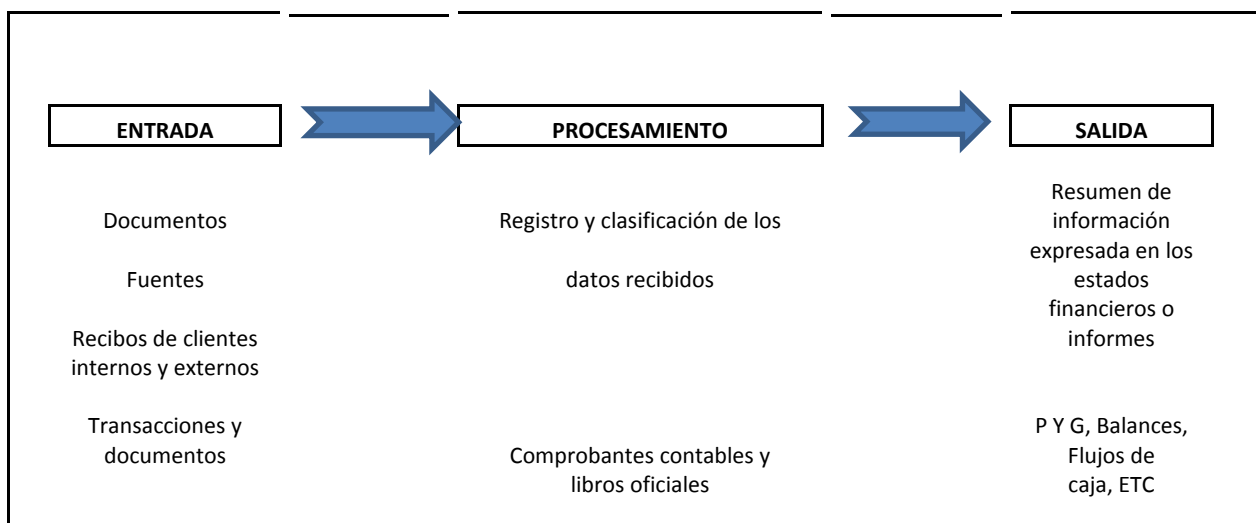 ENTRADA
PROCESAMIENTO
SALIDA
Documentos
Fuentes
Recibos de clientes
internos y externos
Transacciones y
documentos
Registro y clasificación de los
datos recibidos
Comprobantes contables y
libros oficiales
Resumen de
información
expresada en los
estados
financieros o
informes
P Y G, Balances,
Flujos de
caja, ETC